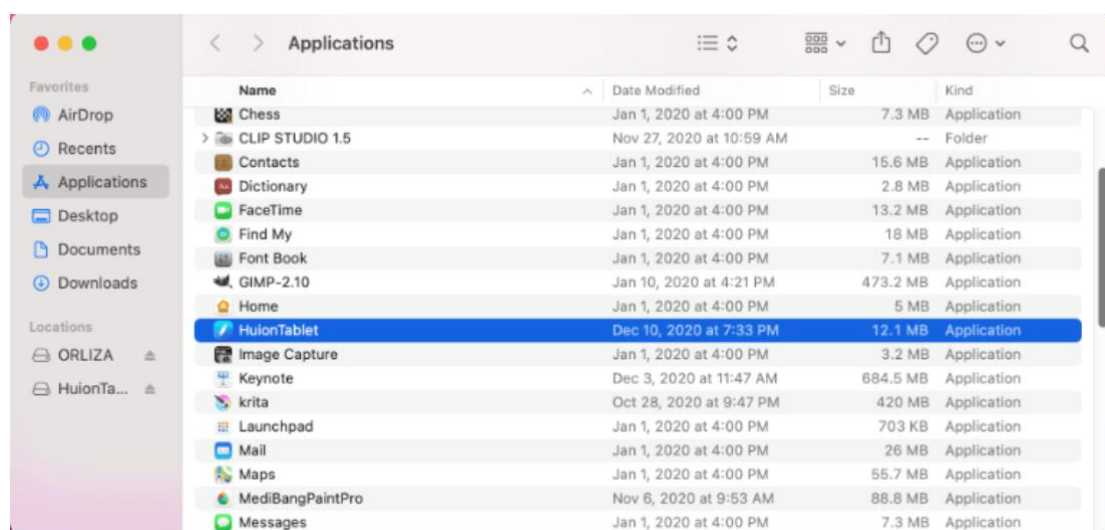 Applications
Favorites
AirDrop
Recents
Applications
Desktop
Documents
Downloads
Locations
ORLIZA
HuionTa...
Name Date Modified Size Kind
Chess Jan 1, 2020 at 4:00 PM 7.3 MB Application
CLIP STUDIO 1.5 Nov 27, 2020 at 10:59 AM -- Folder
Contacts Jan 1, 2020 at 4:00 PM 15.6 MB Application
Dictionary Jan 1, 2020 at 4:00 PM 2.8 MB Application
FaceTime Jan 1, 2020 at 4:00 PM 13.2 MB Application
Find My Jan 1, 2020 at 4:00 PM 18 MB Application
Font Book Jan 1, 2020 at 4:00 PM 7.1 MB Application
GIMP-2.10 Jan 10, 2020 at 4:21 PM 473.2 MB Application
Home Jan 1, 2020 at 4:00 PM 5 MB Application
HuionTablet Dec 10, 2020 at 7:33 PM 12.1 MB Application
Image Capture Jan 1, 2020 at 4:00 PM 3.2 MB Application
Keynote Dec 3, 2020 at 11:47 AM 684.5 MB Application
krita Oct 28, 2020 at 9:47 PM 420 MB Application
Launchpad Jan 1, 2020 at 4:00 PM 703 KB Application
Mail Jan 1, 2020 at 4:00 PM 26 MB Application
Maps Jan 1, 2020 at 4:00 PM 55.7 MB Application
MediBangPaintPro Nov 6, 2020 at 9:53 AM 88.8 MB Application
Messages Jan 1, 2020 at 4:00 PM 7.3 MB Application